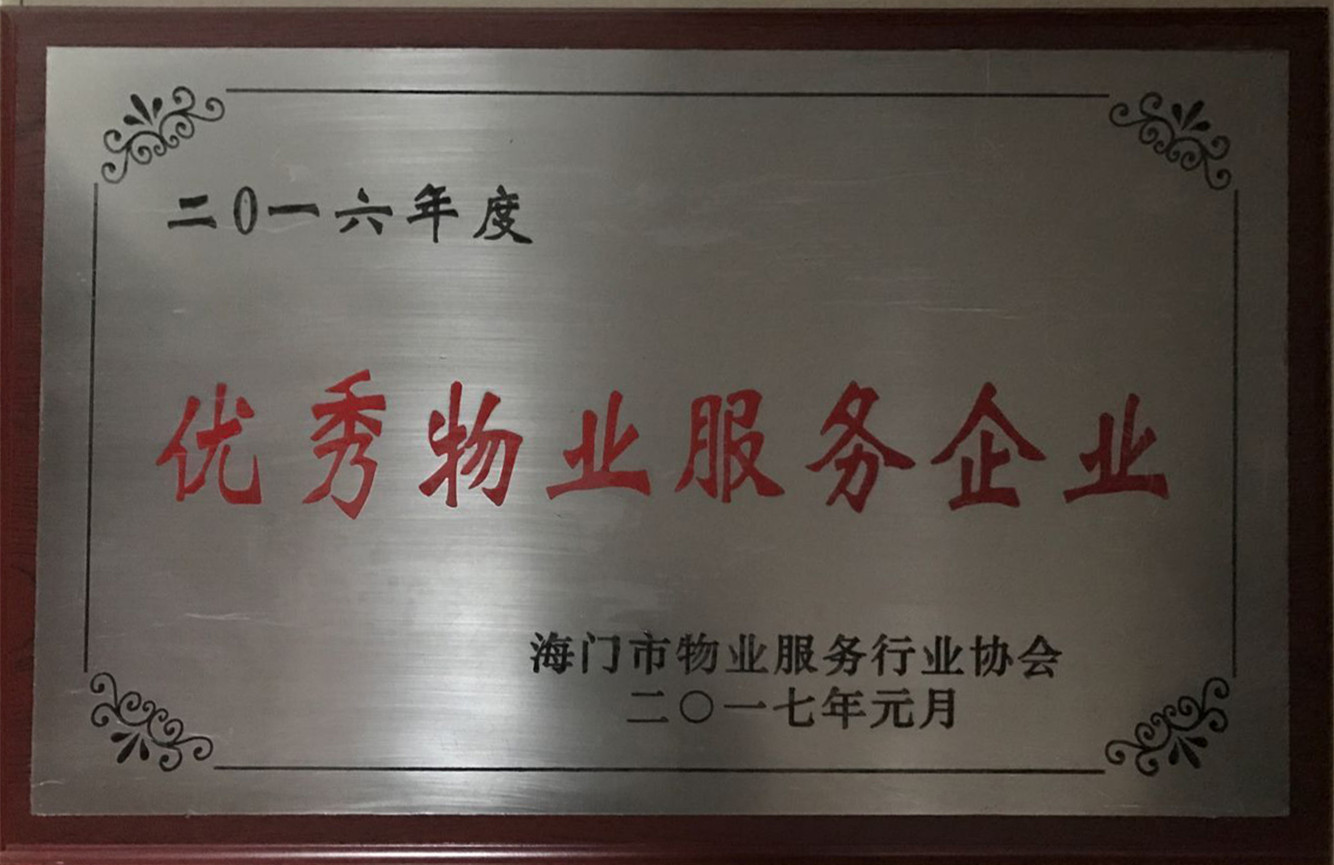 二0一六年度
优秀物业服务企业
海门市物业服务行业协会
二〇一七年元月